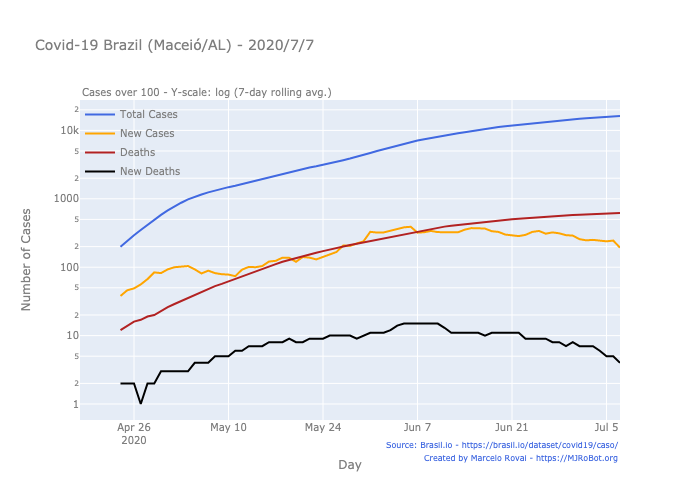 Covid-19 Brazil (Maceió/AL) - 2020/7/7
Cases over 100 - Y-scale: log (7-day rolling avg.)
Total Cases
New Cases
Deaths
New Deaths
Number of Cases
2
10k
5
2
1000
5
2
100
5
2
10
5
2
1
Apr 26
2020
May 10
May 24
Jun 7
Jun 21
Jul 5
Day
Source: Brasil.io - https://brasil.io/dataset/covid19/caso/
Created by Marcelo Rovai - https://MJRoBot.org